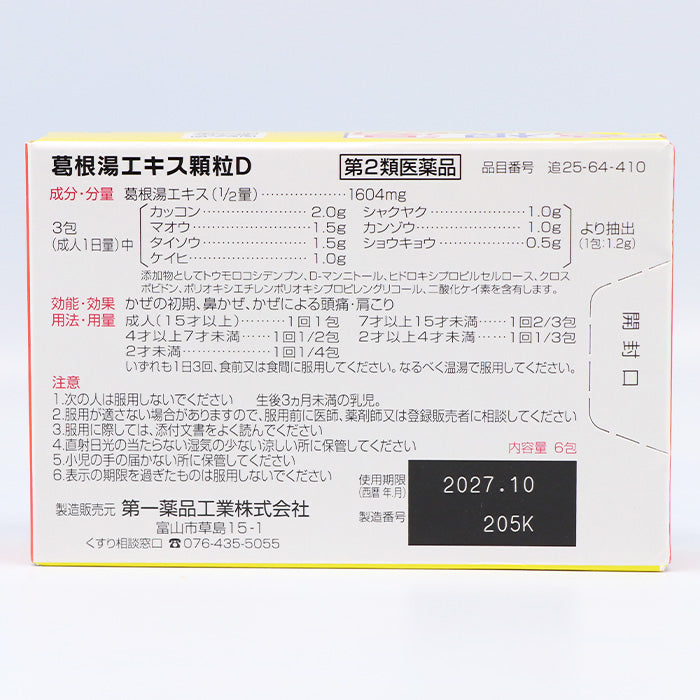 葛根湯エキス顆粒D 第2類医薬品 品目番号 追25-64-410
成分・分量 葛根湯エキス(1/2量)……………1604mg
3包
(成人1日量)中
カッコン……………2.0g シャクヤク……………1.0g
マオウ……………1.5g カンゾウ……………1.0g
タイソウ……………1.5g ショウキョウ……………0.5g
ケイヒ……………1.0g
より抽出
(1包:1.2g)
添加物としてトウモロコシデンプン、D-マンニトール、ヒドロキシプロピルセルロース、クロス
ポビドン、ポリオキシエチレンポリオキシプロピレングリコール、二酸化ケイ素を含有します。
効能・効果 かぜの初期、鼻かぜ、かぜによる頭痛・肩こり
用法・用量 成人(15才以上)……1回1包 7才以上15才未満……1回2/3包
4才以上7才未満……1回1/2包 2才以上4才未満……1回1/3包
2才未満……………1回1/4包
いずれも1日3回、食前又は食間に服用してください。なるべく温湯で服用してください。
注意
1.次の人は服用しないでください 生後3ヵ月未満の乳児。
2.服用が適さない場合がありますので、服用前に医師、薬剤師又は登録販売者に相談してください
3.服用に際しては、添付文書をよく読んでください
4.直射日光の当たらない湿気の少ない涼しい所に保管してください
5.小児の手の届かない所に保管してください
6.表示の期限を過ぎたものは服用しないでください
内容量 6包
使用期限
(西暦 年 月)
2027.10
製造番号 205K
製造販売元 第一薬品工業株式会社
富山市草島15-1
くすり相談窓口 ☎076-435-5055
開封口